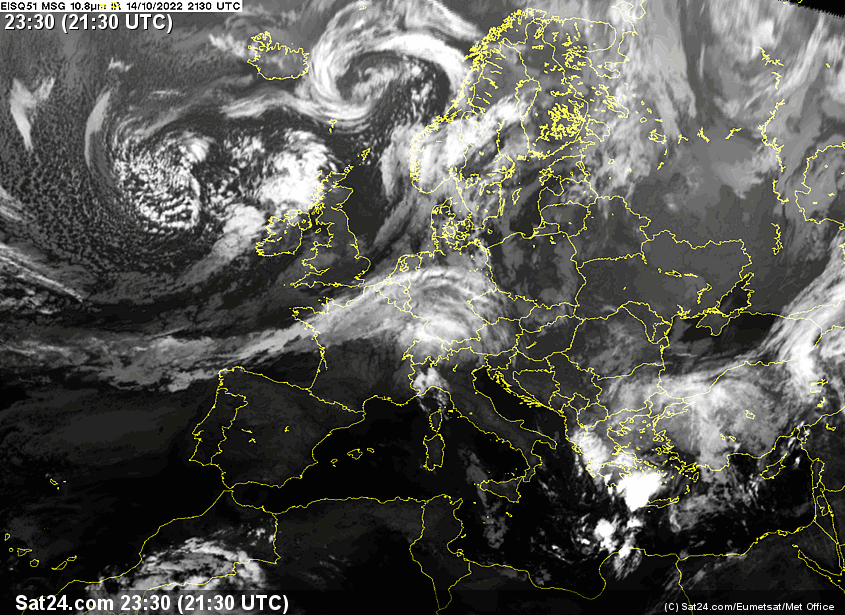 EISQ51 MSG 10.8µm IR 14/10/2022 2130 UTC
23:30 (21:30 UTC)
Sat24.com 23:30 (21:30 UTC)
(C) Sat24.com/Eumetsat/Met Office